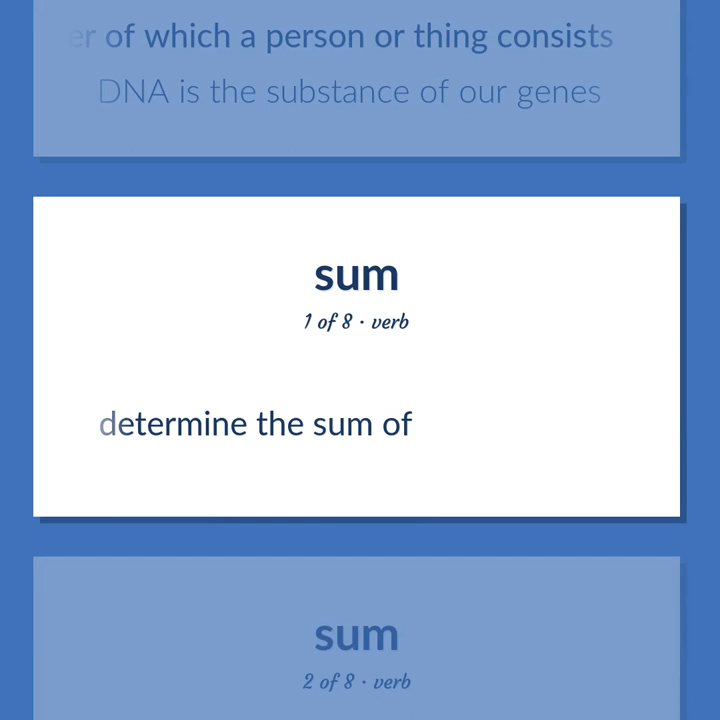 er of which a person or thing consists
DNA is the substance of our genes
sum
1 of 8 · verb
determine the sum of
sum
2 of 8 · verb